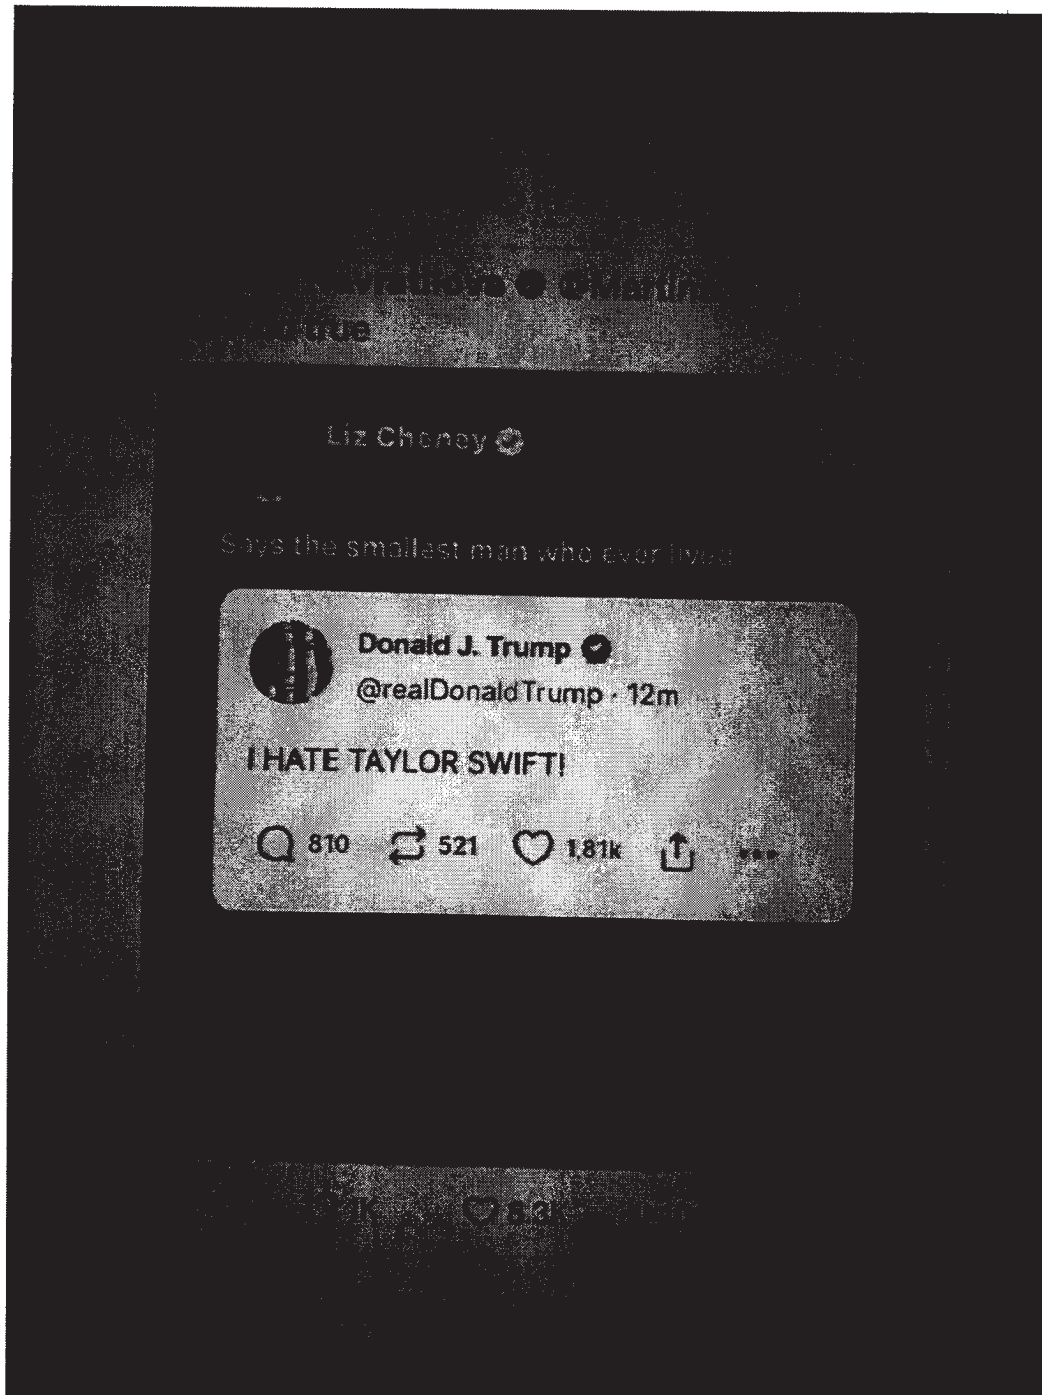 true
Liz Cheney
Says the smallest man who ever lived
Donald J. Trump
@realDonaldTrump · 12m
I HATE TAYLOR SWIFT!
810 521 1.81k